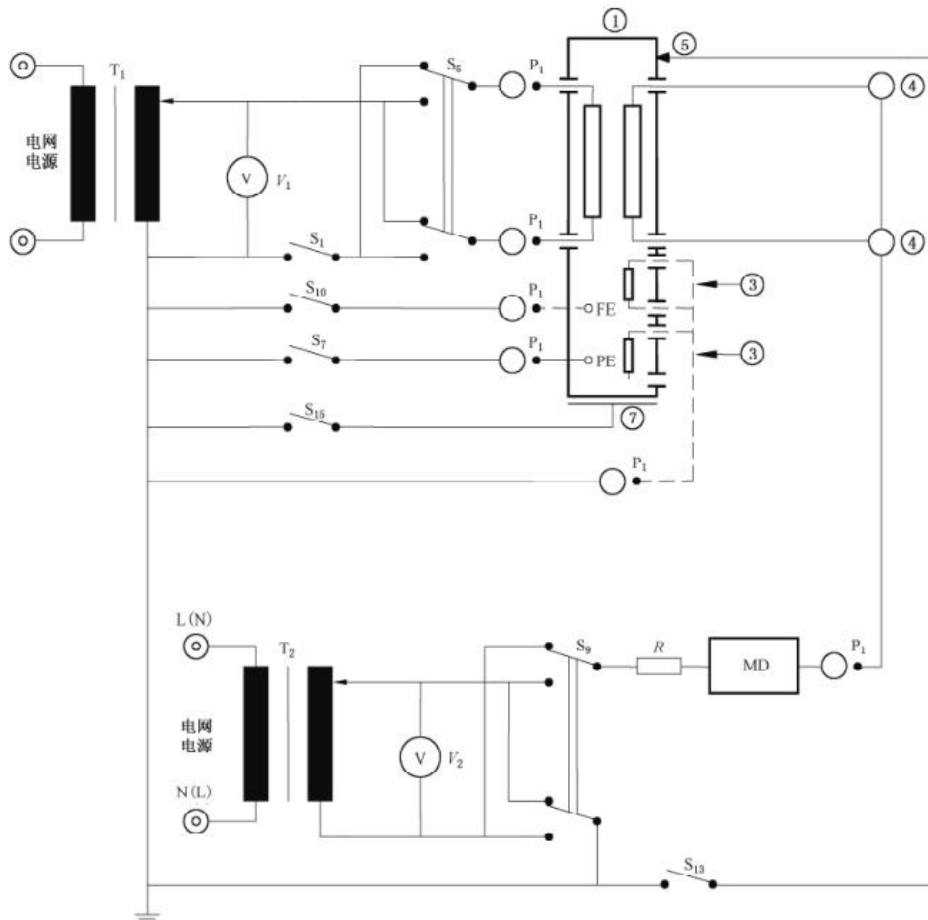 ①
⑤
T₁
S₅
P₁
④
电网
电源
V
V₁
P₁
S₁
④
S₁₀
P₁
FE
③
S₇
P₁
PE
③
S₁₅
⑦
P₁
L(N)
T₂
S₉
R
MD
P₁
电网
电源
V
V₂
N(L)
S₁₃